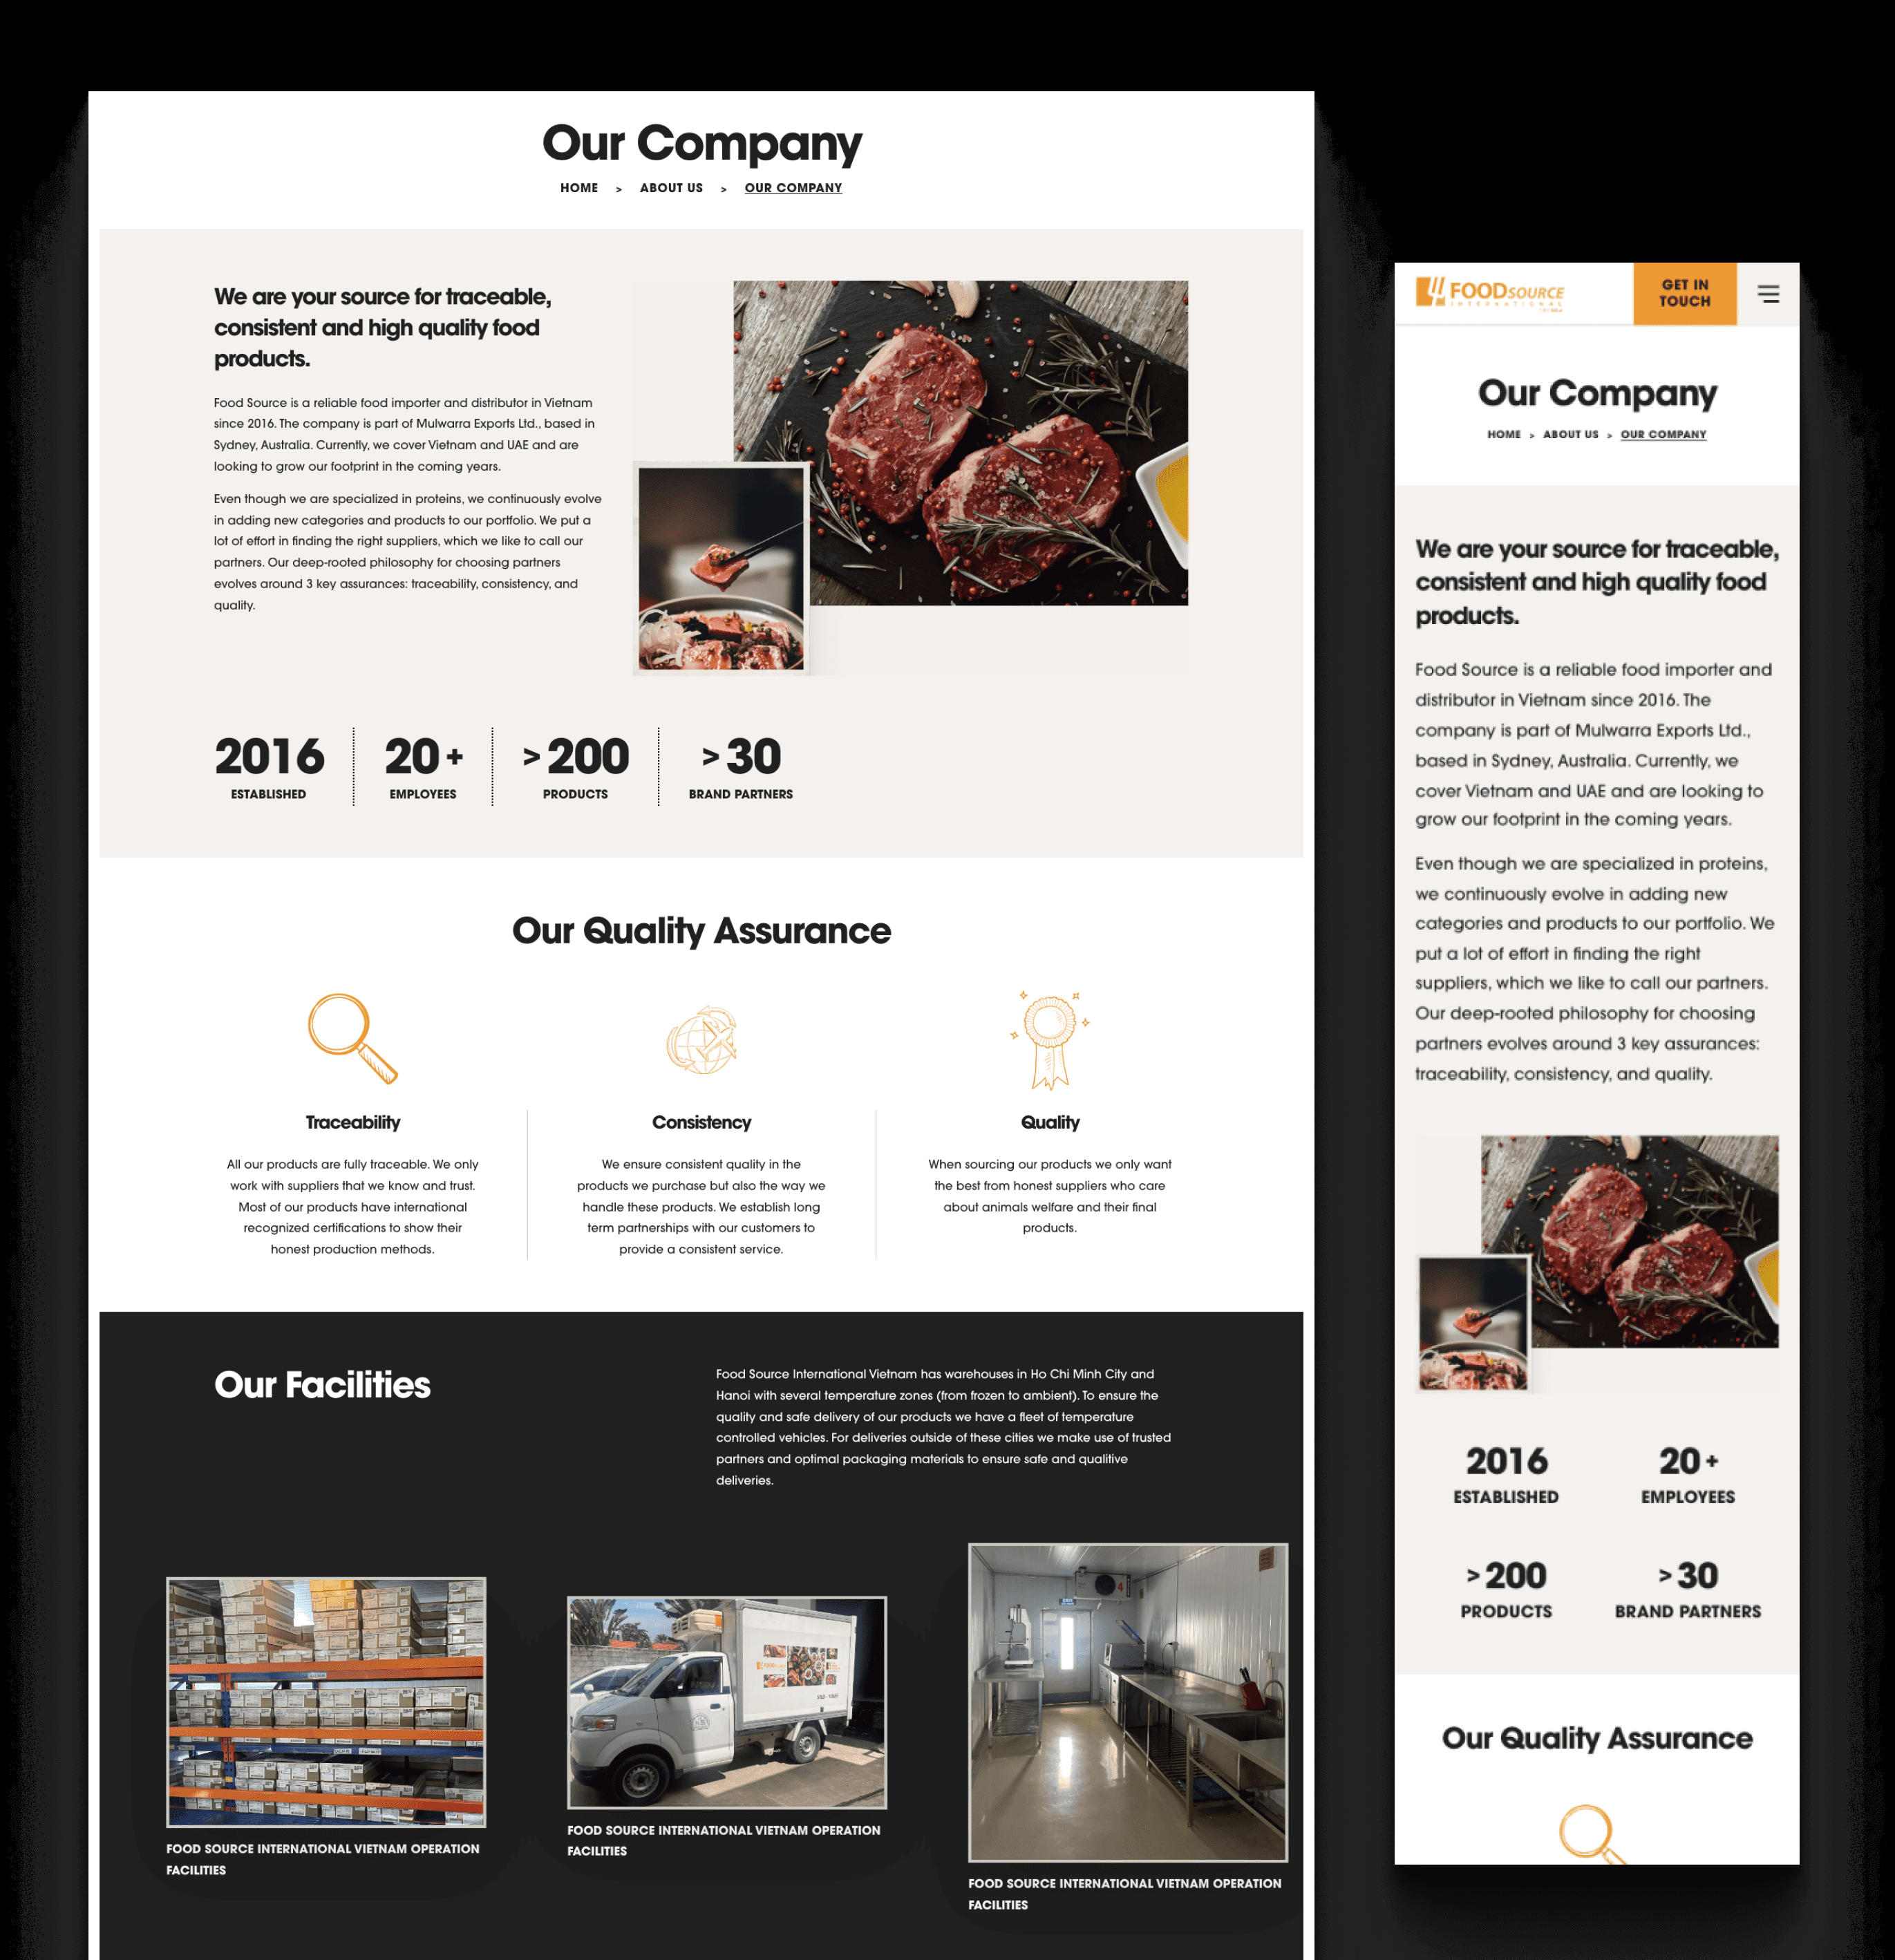 Our Company
HOME > ABOUT US > OUR COMPANY
We are your source for traceable,
consistent and high quality food
products.
Food Source is a reliable food importer and distributor in Vietnam
since 2016. The company is part of Mulwarra Exports Ltd., based in
Sydney, Australia. Currently, we cover Vietnam and UAE and are
looking to grow our footprint in the coming years.
Even though we are specialized in proteins, we continuously evolve
in adding new categories and products to our portfolio. We put a
lot of effort in finding the right suppliers, which we like to call our
partners. Our deep-rooted philosophy for choosing partners
evolves around 3 key assurances: traceability, consistency, and
quality.
2016
ESTABLISHED
20+
EMPLOYEES
>200
PRODUCTS
>30
BRAND PARTNERS
Our Quality Assurance
Traceability
All our products are fully traceable. We only
work with suppliers that we know and trust.
Most of our products have international
recognized certifications to show their
honest production methods.
Consistency
We ensure consistent quality in the
products we purchase but also the way we
handle these products. We establish long
term partnerships with our customers to
provide a consistent service.
Quality
When sourcing our products we only want
the best from honest suppliers who care
about animals welfare and their final
products.
Our Facilities
Food Source International Vietnam has warehouses in Ho Chi Minh City and
Hanoi with several temperature zones (from frozen to ambient). To ensure the
quality and safe delivery of our products we have a fleet of temperature
controlled vehicles. For deliveries outside of these cities we make use of trusted
partners and optimal packaging materials to ensure safe and qualitive
deliveries.
FOOD SOURCE INTERNATIONAL VIETNAM OPERATION
FACILITIES
FOOD SOURCE INTERNATIONAL VIETNAM OPERATION
FACILITIES
4
FOOD SOURCE INTERNATIONAL VIETNAM OPERATION
FACILITIES
FOODSOURCE
INTERNATIONAL
GET IN
TOUCH
Our Company
HOME > ABOUT US > OUR COMPANY
We are your source for traceable,
consistent and high quality food
products.
Food Source is a reliable food importer and
distributor in Vietnam since 2016. The
company is part of Mulwarra Exports Ltd.,
based in Sydney, Australia. Currently, we
cover Vietnam and UAE and are looking to
grow our footprint in the coming years.
Even though we are specialized in proteins,
we continuously evolve in adding new
categories and products to our portfolio. We
put a lot of effort in finding the right
suppliers, which we like to call our partners.
Our deep-rooted philosophy for choosing
partners evolves around 3 key assurances:
traceability, consistency, and quality.
2016
ESTABLISHED
20+
EMPLOYEES
>200
PRODUCTS
>30
BRAND PARTNERS
Our Quality Assurance